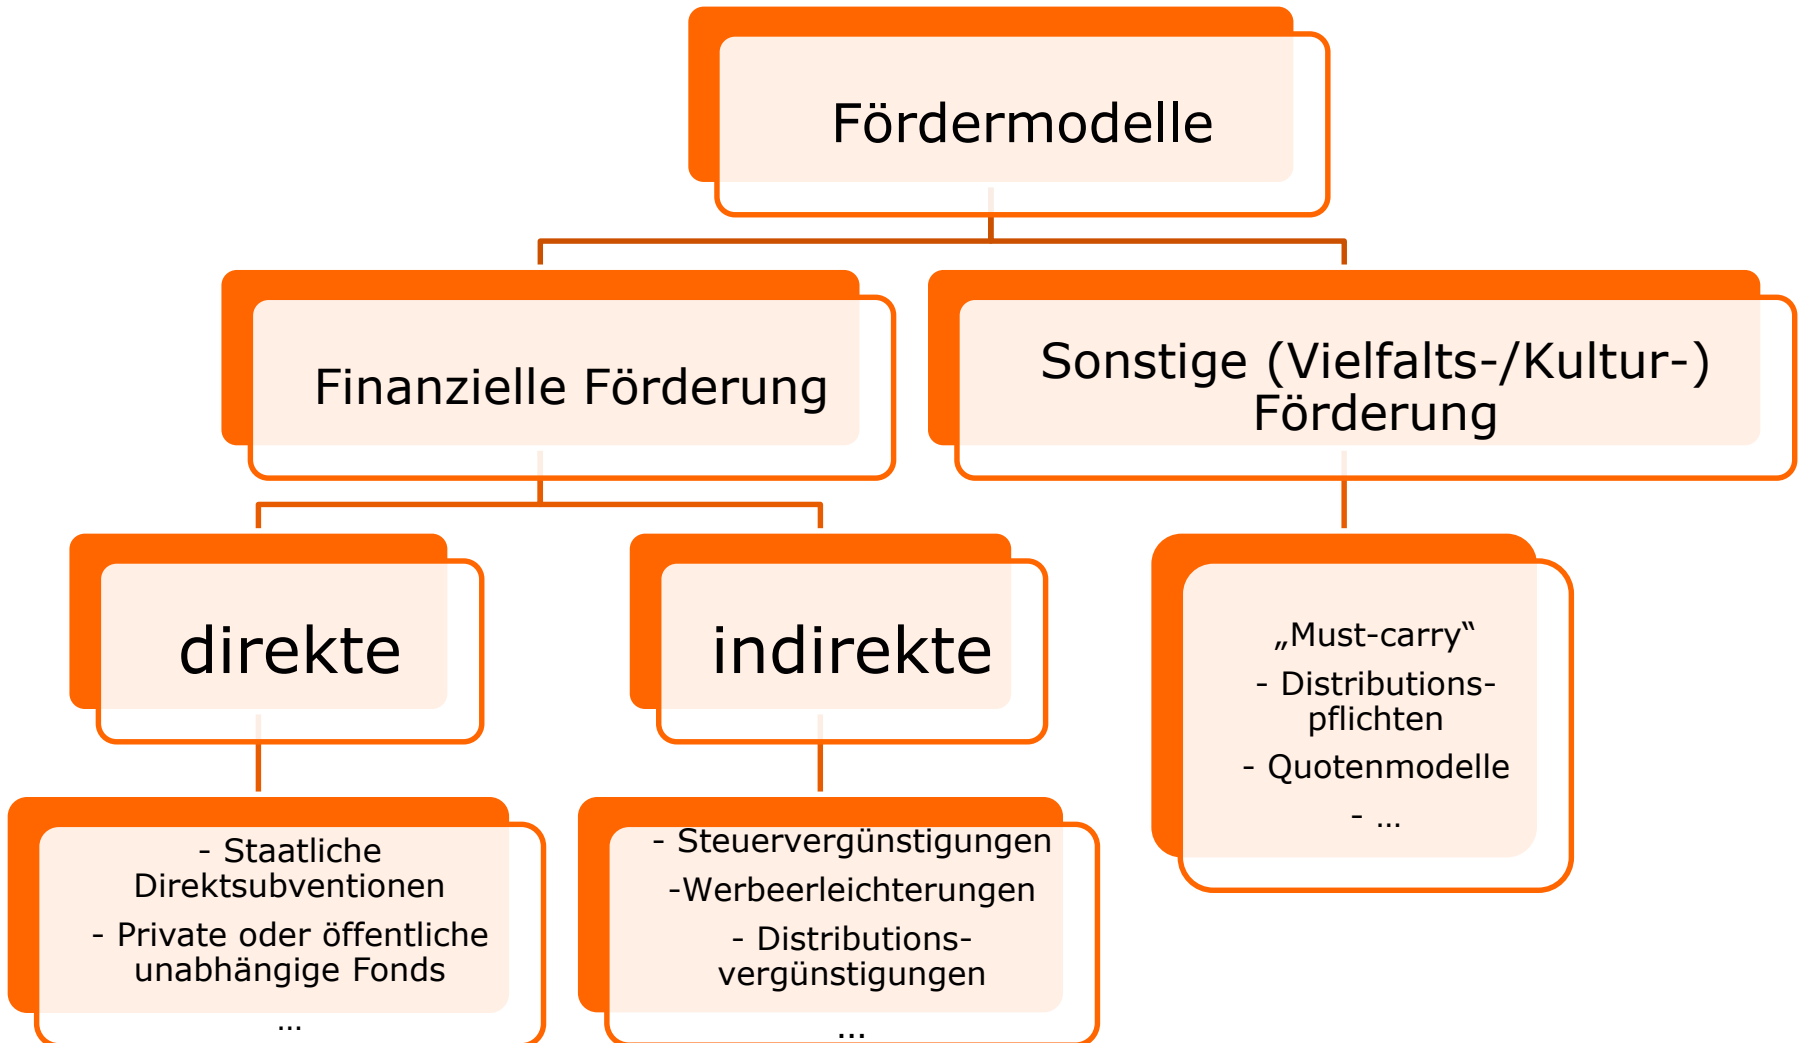 Fördermodelle
Finanzielle Förderung
Sonstige (Vielfalts-/Kultur-)
Förderung
direkte
indirekte
„Must-carry“
- Distributions-
pflichten
- Quotenmodelle
- …
- Staatliche
Direktsubventionen
- Private oder öffentliche
unabhängige Fonds
…
- Steuervergünstigungen
-Werbeerleichterungen
- Distributions-
vergünstigungen
…